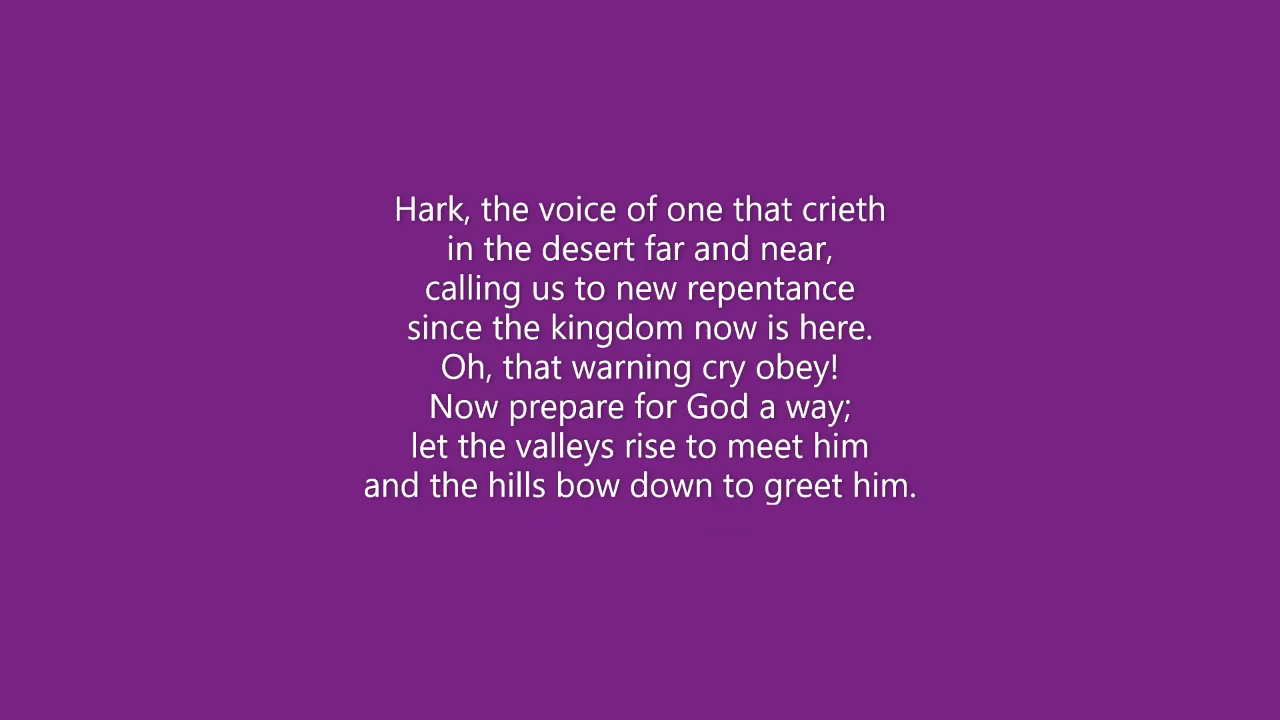 Hark, the voice of one that crieth
in the desert far and near,
calling us to new repentance
since the kingdom now is here.
Oh, that warning cry obey!
Now prepare for God a way;
let the valleys rise to meet him
and the hills bow down to greet him.